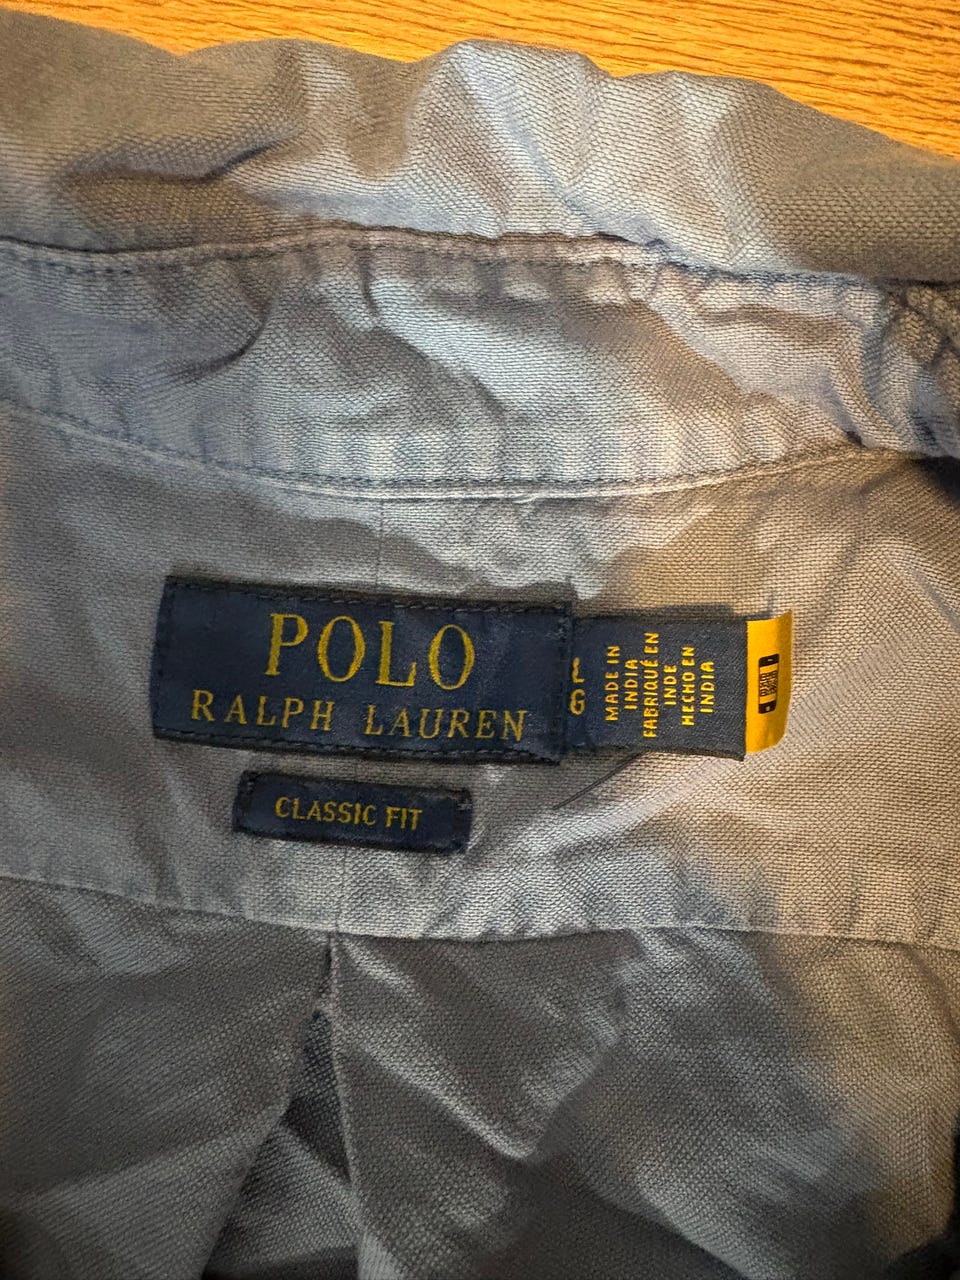 POLO
RALPH LAUREN
CLASSIC FIT
L
G
MADE IN
INDIA
FABRIQUÉ EN
INDE
HECHO EN
INDIA